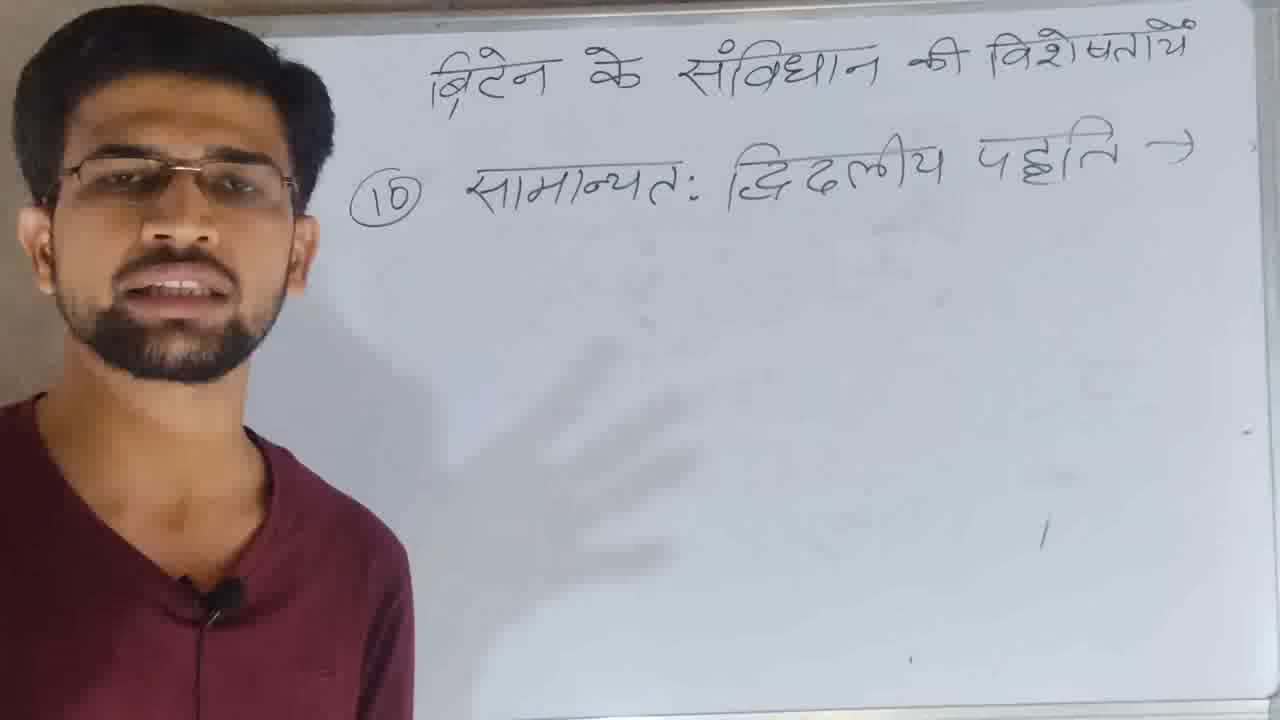 ब्रिटेन के संविधान की विशेषतायें
10 सामान्यत: द्विदलीय पद्धति →